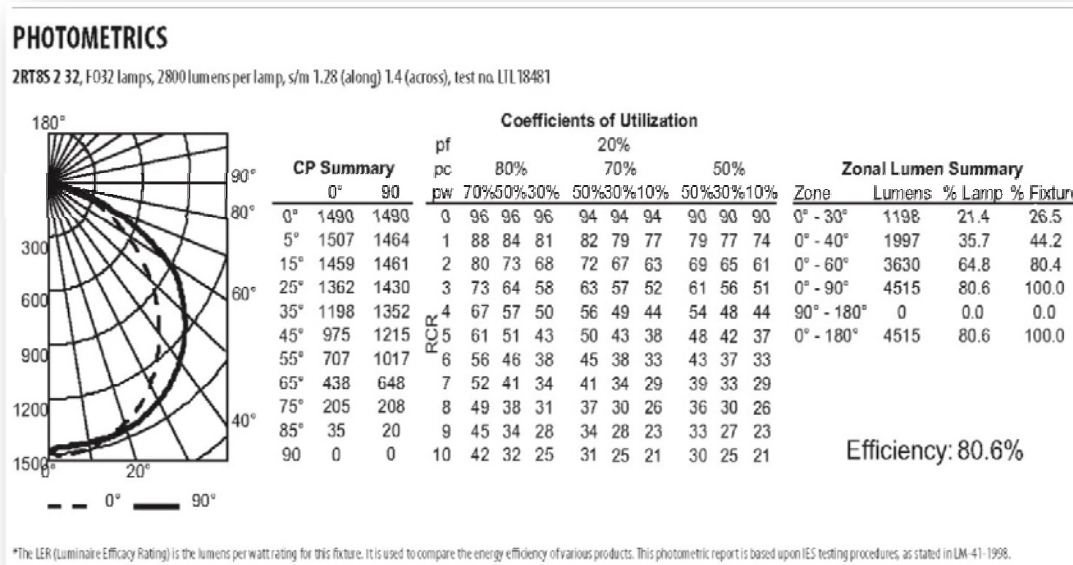 PHOTOMETRICS
2RT8S 2 32, FO32 lamps, 2800 lumens per lamp, s/m 1.28 (along) 1.4 (across), test no. LTL18481
180°
90°
80°
60°
40°
20°
0°
300
600
900
1200
1500
0° 90°
CP Summary
0° 90
0° 1490 1490
5° 1507 1464
15° 1459 1461
25° 1362 1430
35° 1198 1352
45° 975 1215
55° 707 1017
65° 438 648
75° 205 208
85° 35 20
90 0 0
Coefficients of Utilization
pf 20%
pc 80% 70% 50%
pw 70%50%30% 50%30%10% 50%30%10%
RCR
0 96 96 96 94 94 94 90 90 90
1 88 84 81 82 79 77 79 77 74
2 80 73 68 72 67 63 69 65 61
3 73 64 58 63 57 52 61 56 51
4 67 57 50 56 49 44 54 48 44
5 61 51 43 50 43 38 48 42 37
6 56 46 38 45 38 33 43 37 33
7 52 41 34 41 34 29 39 33 29
8 49 38 31 37 30 26 36 30 26
9 45 34 28 34 28 23 33 27 23
10 42 32 25 31 25 21 30 25 21
Zonal Lumen Summary
Zone Lumens % Lamp % Fixture
0° - 30° 1198 21.4 26.5
0° - 40° 1997 35.7 44.2
0° - 60° 3630 64.8 80.4
0° - 90° 4515 80.6 100.0
90° - 180° 0 0.0 0.0
0° - 180° 4515 80.6 100.0
Efficiency: 80.6%
*The LER (Luminaire Efficacy Rating) is the lumens per watt rating for this fixture. It is used to compare the energy efficiency of various products. This photometric report is based upon IES testing procedures, as stated in LM-41-1998.